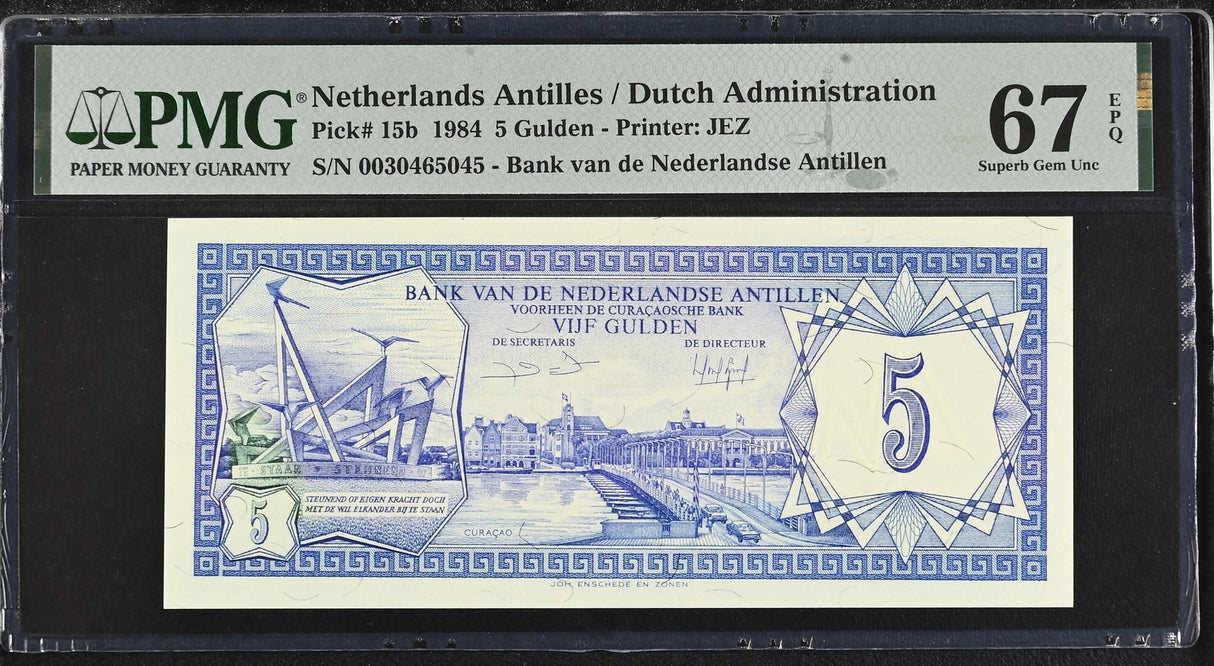 PMG®
PAPER MONEY GUARANTY
Netherlands Antilles / Dutch Administration
Pick# 15b 1984 5 Gulden - Printer: JEZ
S/N 0030465045 - Bank van de Nederlandse Antillen
67
EPQ
Superb Gem Unc
BANK VAN DE NEDERLANDSE ANTILLEN
VOORHEEN DE CURAÇAOSCHE BANK
VIJF GULDEN
DE SECRETARIS
DE DIRECTEUR
5
STEUNEND OP EIGEN KRACHT DOCH
MET DE WIL ELKANDER BIJ TE STAAN
5
CURAÇAO
JOH. ENSCHEDÉ EN ZONEN